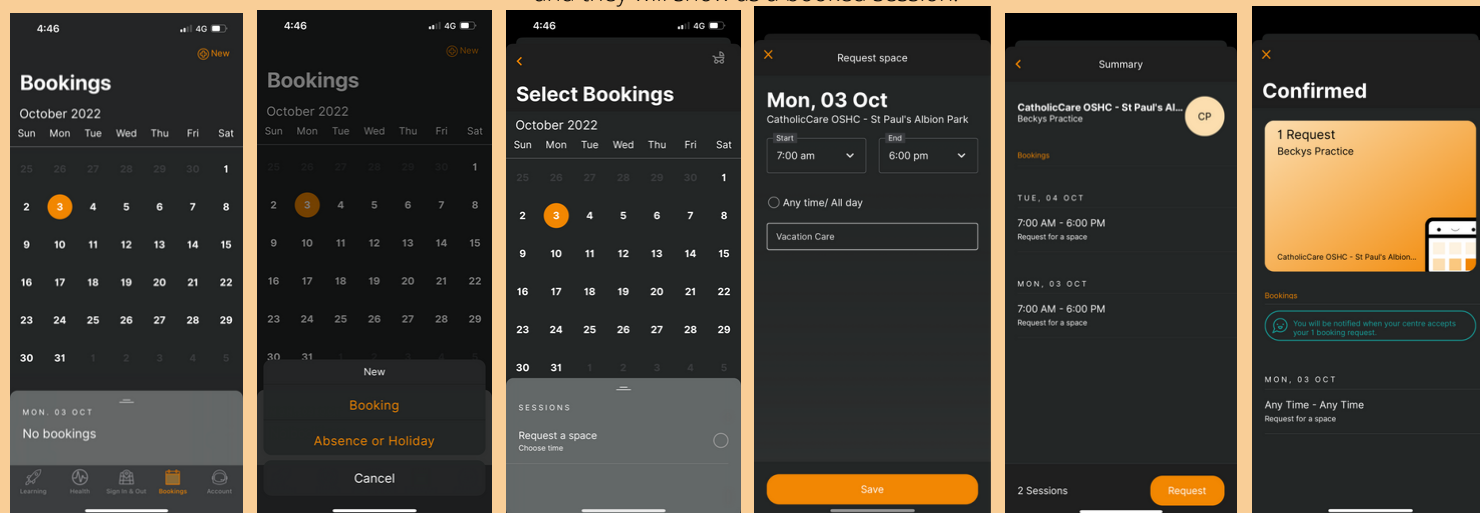 and they will show as a booked session.
4:46
4G
New
Bookings
October 2022
Sun Mon Tue Wed Thu Fri Sat
25 26 27 28 29 30 1
2 3 4 5 6 7 8
9 10 11 12 13 14 15
16 17 18 19 20 21 22
23 24 25 26 27 28 29
30 31 1 2 3 4 5
MON. 03 OCT
No bookings
Learning Health Sign In & Out Bookings Account
4:46
4G
New
Bookings
October 2022
Sun Mon Tue Wed Thu Fri Sat
25 26 27 28 29 30 1
2 3 4 5 6 7 8
9 10 11 12 13 14 15
16 17 18 19 20 21 22
23 24 25 26 27 28 29
30 31 1 2 3 4 5
New
Booking
Absence or Holiday
Cancel
4:46
4G
Select Bookings
October 2022
Sun Mon Tue Wed Thu Fri Sat
25 26 27 28 29 30 1
2 3 4 5 6 7 8
9 10 11 12 13 14 15
16 17 18 19 20 21 22
23 24 25 26 27 28 29
30 31 1 2 3 4 5
SESSIONS
Request a space
Choose time
Request space
Mon, 03 Oct
CatholicCare OSHC - St Paul's Albion Park
Start End
7:00 am 6:00 pm
Any time/ All day
Vacation Care
Save
Summary
CatholicCare OSHC - St Paul's Al...
Beckys Practice
CP
Bookings
TUE, 04 OCT
7:00 AM - 6:00 PM
Request for a space
MON, 03 OCT
7:00 AM - 6:00 PM
Request for a space
2 Sessions
Request
Confirmed
1 Request
Beckys Practice
CatholicCare OSHC - St Paul's Albion...
Bookings
You will be notified when your centre accepts
your 1 booking request.
MON, 03 OCT
Any Time - Any Time
Request for a space